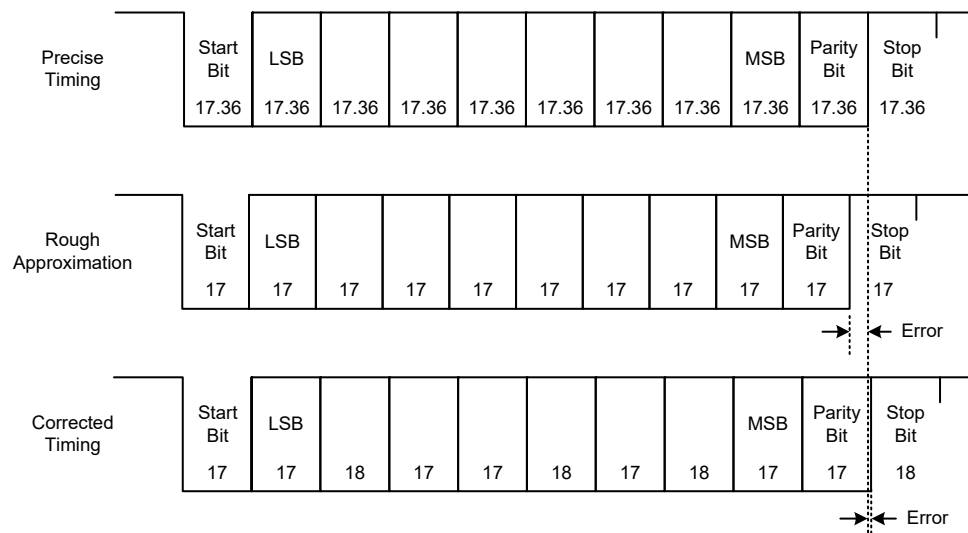 Precise
Timing
Start
Bit
LSB
MSB
Parity
Bit
Stop
Bit
17.36 17.36 17.36 17.36 17.36 17.36 17.36 17.36 17.36 17.36 17.36
Rough
Approximation
Start
Bit
LSB
MSB
Parity
Bit
Stop
Bit
17 17 17 17 17 17 17 17 17 17 17
Error
Corrected
Timing
Start
Bit
LSB
MSB
Parity
Bit
Stop
Bit
17 17 18 17 17 18 17 18 17 17 18
Error